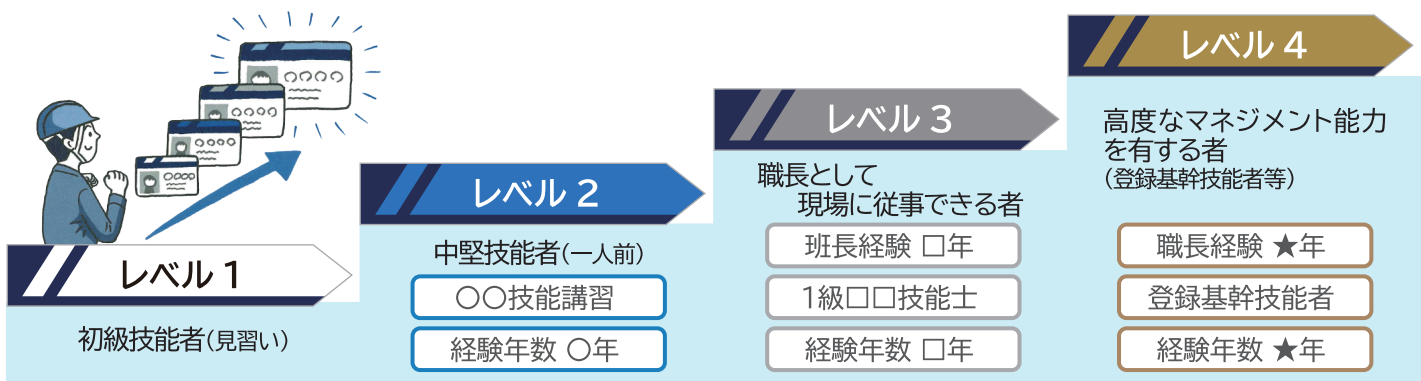 レベル 1
初級技能者(見習い)
レベル 2
中堅技能者(一人前)
〇〇技能講習
経験年数 〇年
レベル 3
職長として
現場に従事できる者
班長経験 □年
1級□□技能士
経験年数 □年
レベル 4
高度なマネジメント能力
を有する者
(登録基幹技能者等)
職長経験 ★年
登録基幹技能者
経験年数 ★年